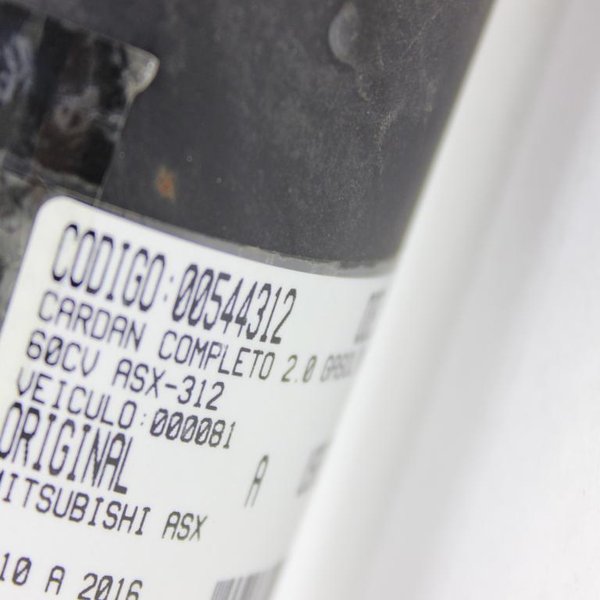 CODIGO:00544312
CARDAN COMPLETO 2.0
60CV ASX-312
VEICULO:000081
ORIGINAL A
MITSUBISHI ASX
10 A 2016